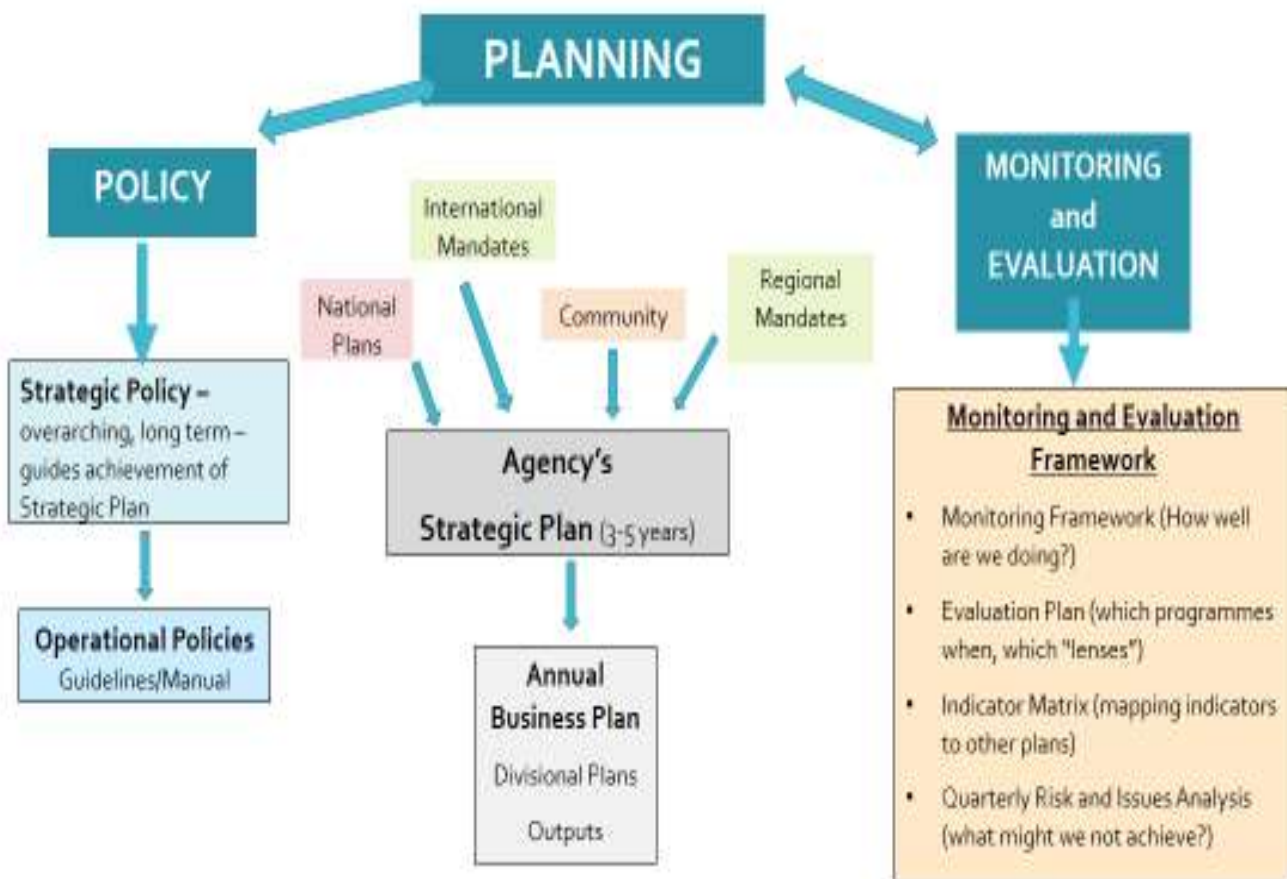 PLANNING
POLICY
MONITORING
and
EVALUATION
International
Mandates
National
Plans
Community
Regional
Mandates
Strategic Policy –
overarching, long term –
guides achievement of
Strategic Plan
Operational Policies
Guidelines/Manual
Agency's
Strategic Plan (3-5 years)
Annual
Business Plan
Divisional Plans
Outputs
Monitoring and Evaluation
Framework
• Monitoring Framework (How well
are we doing?)
• Evaluation Plan (which programmes
when, which "lenses")
• Indicator Matrix (mapping indicators
to other plans)
• Quarterly Risk and Issues Analysis
(what might we not achieve?)